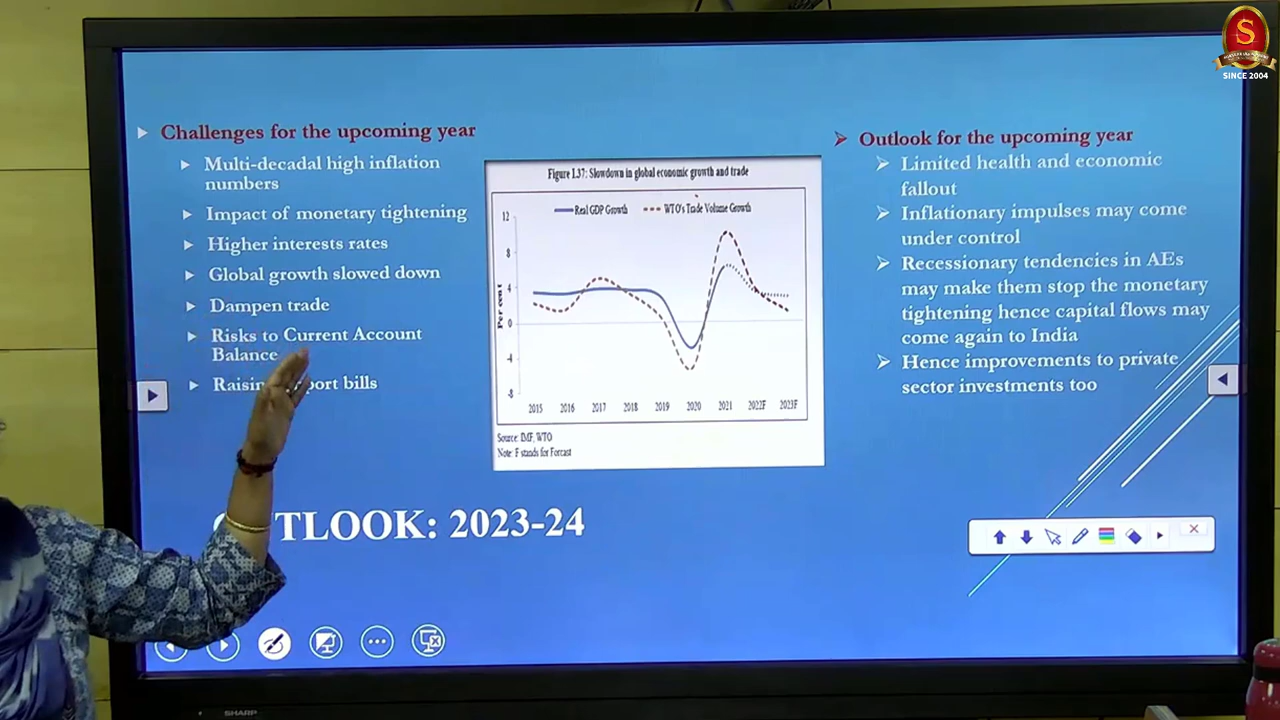 S
SINCE 2004
Challenges for the upcoming year
Multi-decadal high inflation
numbers
Impact of monetary tightening
Higher interests rates
Global growth slowed down
Dampen trade
Risks to Current Account
Balance
bills
Figure I.37: Slowdown in global economic growth and trade
Real GDP Growth
WTO's Trade Volume Growth
Per cent
12
8
4
0
-4
-8
2015 2016 2017 2018 2019 2020 2021 2022F 2023F
Source: IMF, WTO
Note: F stands for Forcast
Outlook for the upcoming year
Limited health and economic
fallout
Inflationary impulses may come
under control
Recessionary tendencies in AEs
may make them stop the monetary
tightening hence capital flows may
come again to India
Hence improvements to private
sector investments too
TLOOK: 2023-24
SHARP